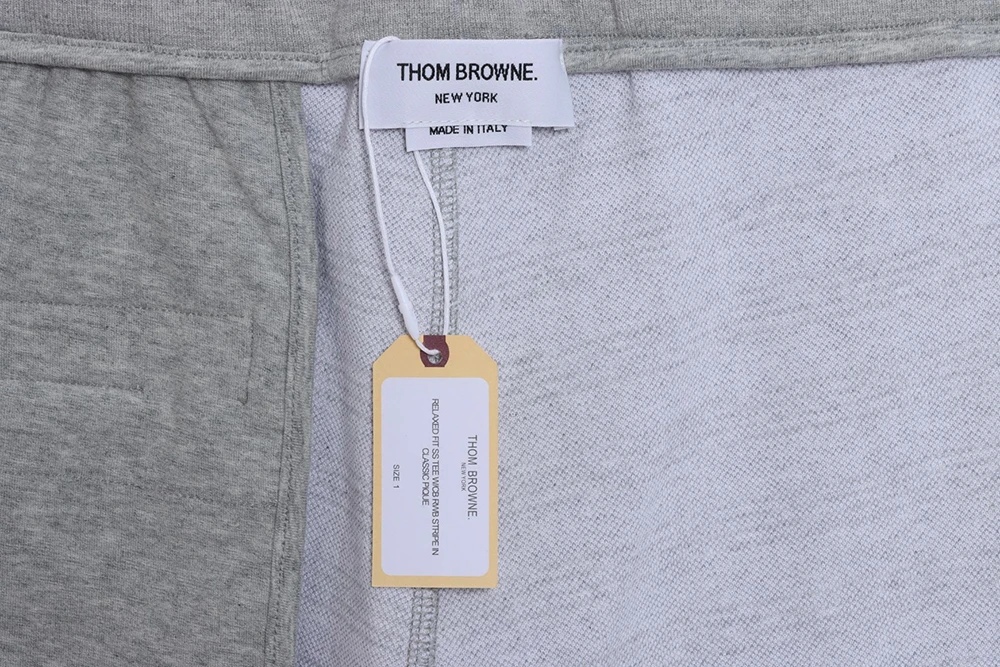 THOM BROWNE.
NEW YORK
MADE IN ITALY
THOM BROWNE.
NEW YORK
RELAXED FIT SS TEE W/CB RWB STRIPE IN
CLASSIC PIQUE
SIZE 1